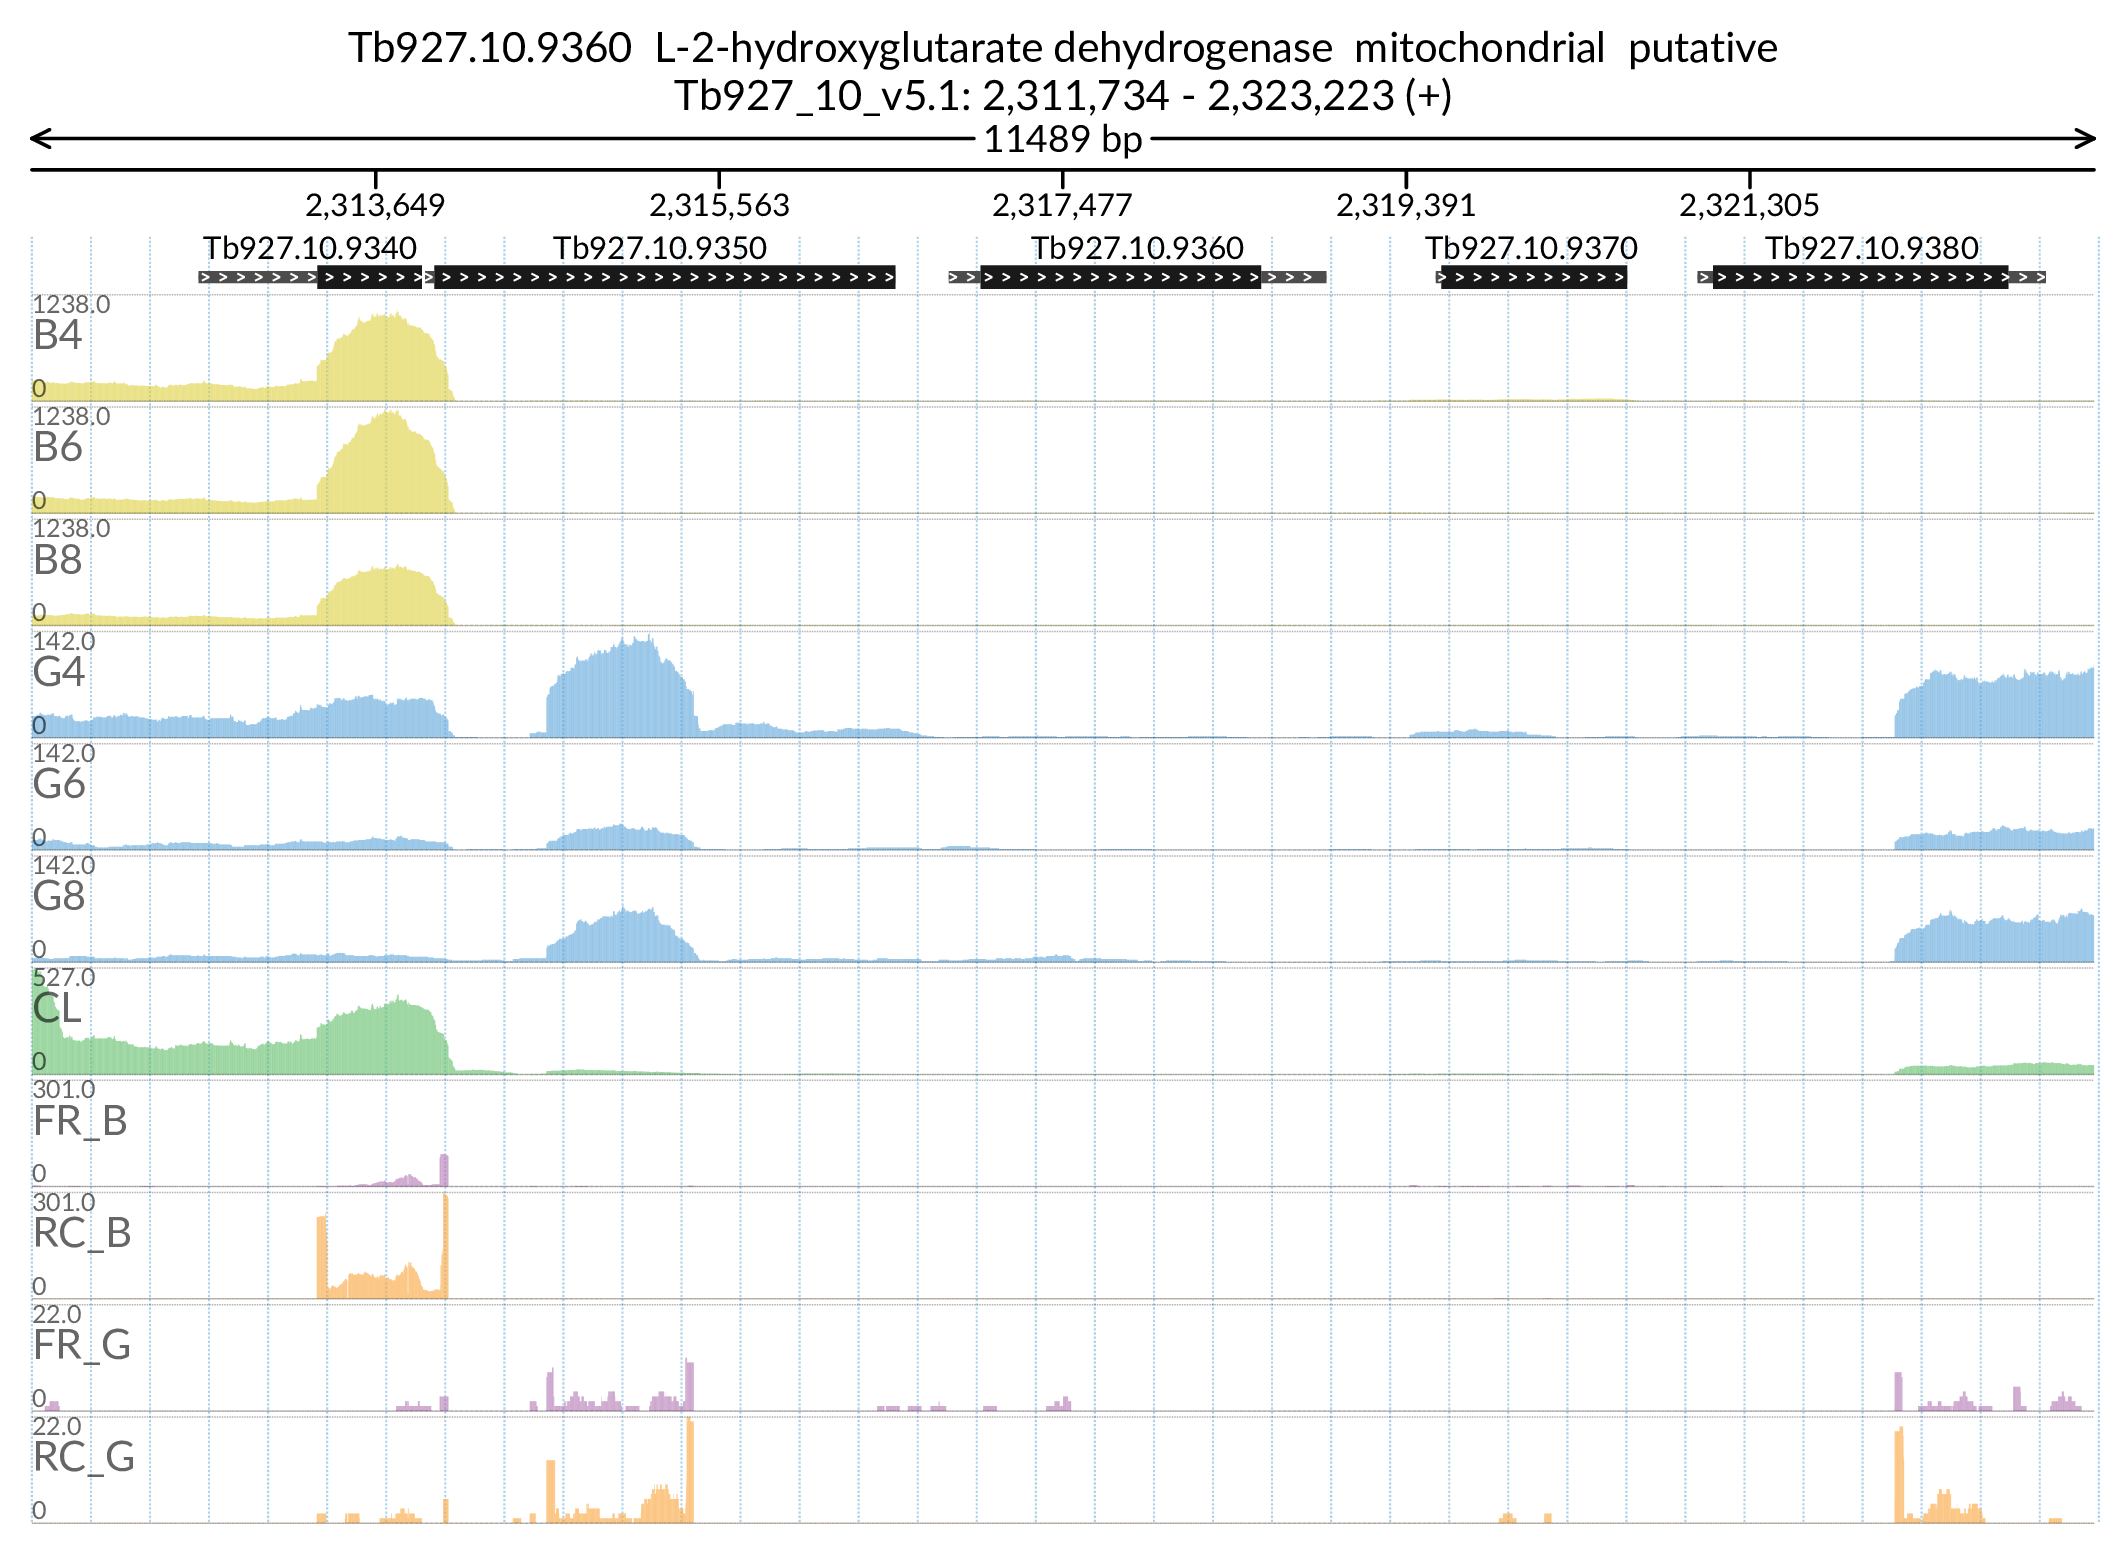 Tb927.10.9360  L-2-hydroxyglutarate dehydrogenase  mitochondrial  putative
Tb927_10_v5.1: 2,311,734 - 2,323,223 (+)
11489 bp
2,313,649 2,315,563 2,317,477 2,319,391 2,321,305
Tb927.10.9340 Tb927.10.9350 Tb927.10.9360 Tb927.10.9370 Tb927.10.9380
1238.0
B4
0
1238.0
B6
0
1238.0
B8
0
142.0
G4
0
142.0
G6
0
142.0
G8
0
527.0
CL
0
301.0
FR_B
0
301.0
RC_B
0
22.0
FR_G
0
22.0
RC_G
0